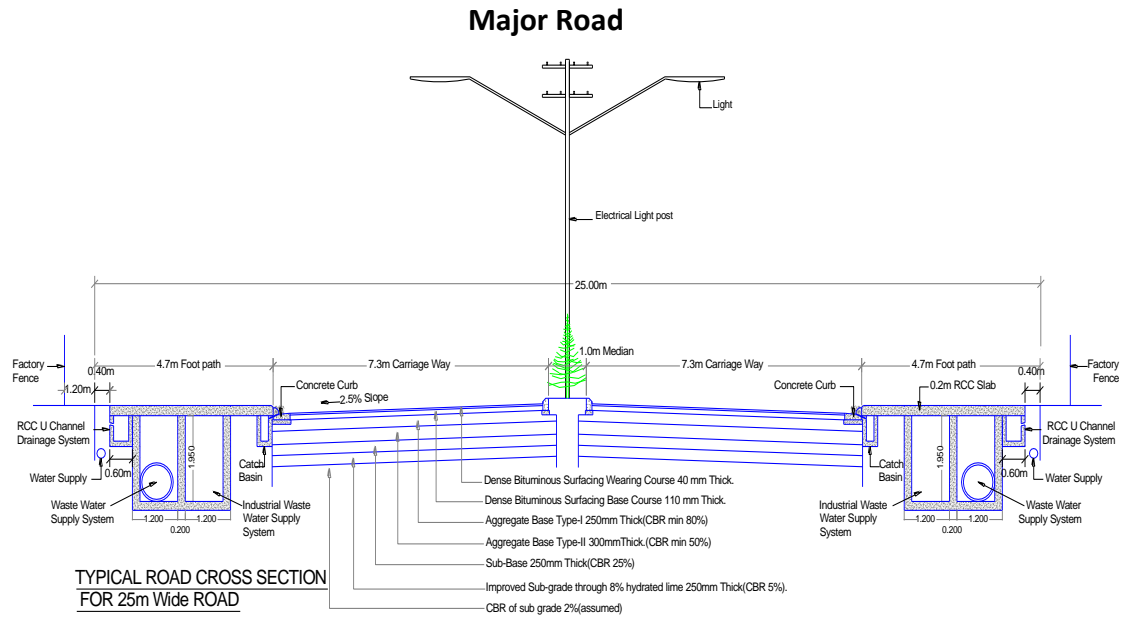 Major Road
Light
Electrical Light post
25.00m
Factory
Fence
0.40m
1.20m
4.7m Foot path
7.3m Carriage Way
1.0m Median
7.3m Carriage Way
4.7m Foot path
0.40m
Factory
Fence
Concrete Curb
2.5% Slope
Concrete Curb
0.2m RCC Slab
RCC U Channel
Drainage System
RCC U Channel
Drainage System
1.950
1.950
0.60m
Water Supply
Catch
Basin
Catch
Basin
0.60m
Water Supply
Waste Water
Supply System
Industrial Waste
Water Supply
System
Industrial Waste
Water Supply
System
Waste Water
Supply System
1.200
1.200
0.200
1.200
1.200
0.200
Dense Bituminous Surfacing Wearing Course 40 mm Thick.
Dense Bituminous Surfacing Base Course 110 mm Thick.
Aggregate Base Type-I 250mm Thick(CBR min 80%)
Aggregate Base Type-II 300mmThick.(CBR min 50%)
Sub-Base 250mm Thick(CBR 25%)
Improved Sub-grade through 8% hydrated lime 250mm Thick(CBR 5%).
CBR of sub grade 2%(assumed)
TYPICAL ROAD CROSS SECTION
FOR 25m Wide ROAD